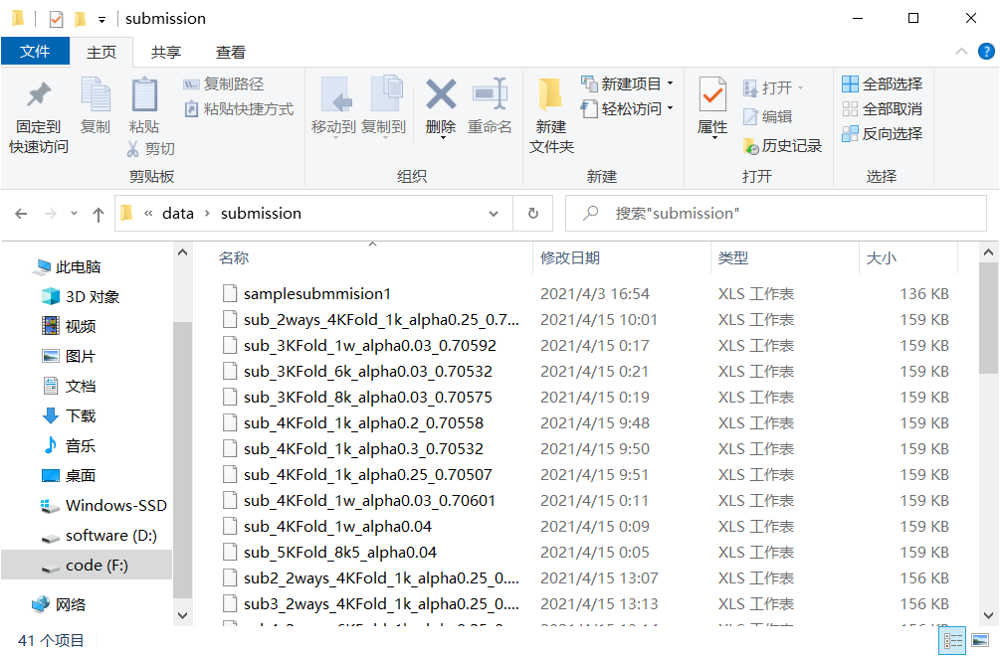 submission
文件 主页 共享 查看
固定到
快速访问
复制
粘贴
复制路径
粘贴快捷方式
剪切
剪贴板
移动到 复制到 删除 重命名
组织
新建
文件夹
新建项目
轻松访问
新建
属性
打开
编辑
历史记录
打开
全部选择
全部取消
反向选择
选择
« data › submission
搜索"submission"
名称 修改日期 类型 大小
此电脑
3D 对象
视频
图片
文档
下载
音乐
桌面
Windows-SSD
software (D:)
code (F:)
网络
samplesubmmision1 2021/4/3 16:54 XLS 工作表 136 KB
sub_2ways_4KFold_1k_alpha0.25_0.7... 2021/4/15 10:01 XLS 工作表 159 KB
sub_3KFold_1w_alpha0.03_0.70592 2021/4/15 0:17 XLS 工作表 159 KB
sub_3KFold_6k_alpha0.03_0.70532 2021/4/15 0:21 XLS 工作表 159 KB
sub_3KFold_8k_alpha0.03_0.70575 2021/4/15 0:19 XLS 工作表 159 KB
sub_4KFold_1k_alpha0.2_0.70558 2021/4/15 9:48 XLS 工作表 159 KB
sub_4KFold_1k_alpha0.3_0.70532 2021/4/15 9:50 XLS 工作表 159 KB
sub_4KFold_1k_alpha0.25_0.70507 2021/4/15 9:51 XLS 工作表 159 KB
sub_4KFold_1w_alpha0.03_0.70601 2021/4/15 0:11 XLS 工作表 159 KB
sub_4KFold_1w_alpha0.04 2021/4/15 0:09 XLS 工作表 159 KB
sub_5KFold_8k5_alpha0.04 2021/4/15 0:05 XLS 工作表 159 KB
sub2_2ways_4KFold_1k_alpha0.25_0.... 2021/4/15 13:07 XLS 工作表 156 KB
sub3_2ways_4KFold_1k_alpha0.25_0.... 2021/4/15 13:13 XLS 工作表 156 KB
41 个项目